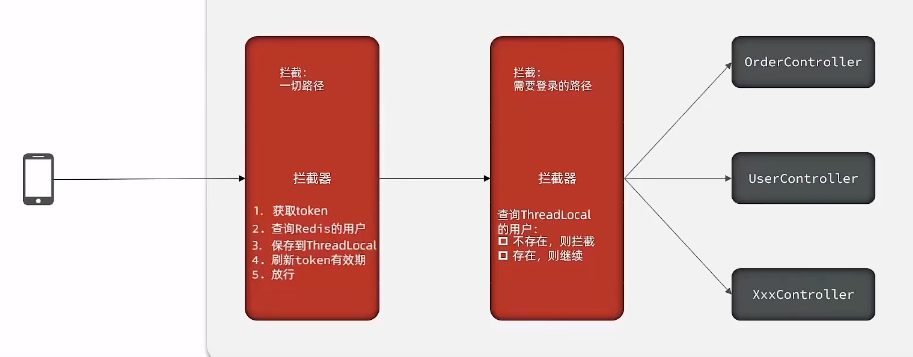 拦截：
一切路径
拦截器
1. 获取token
2. 查询Redis的用户
3. 保存到ThreadLocal
4. 刷新token有效期
5. 放行
拦截：
需要登录的路径
拦截器
查询ThreadLocal
的用户：
不存在，则拦截
存在，则继续
OrderController
UserController
XxxController